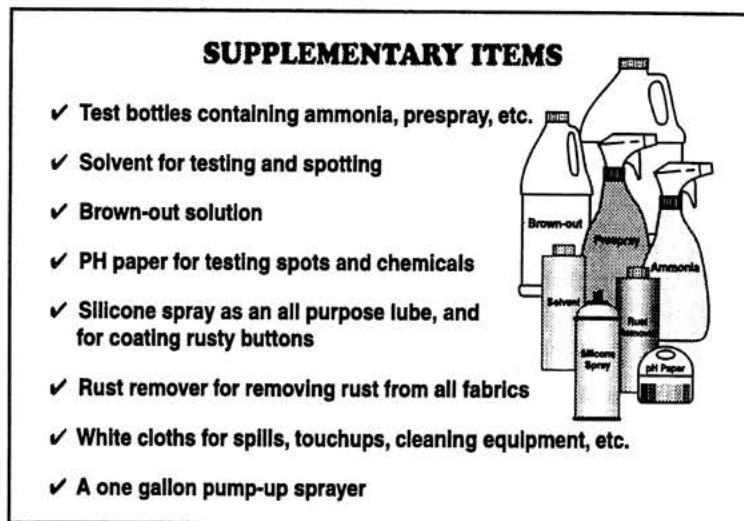 SUPPLEMENTARY ITEMS
✔ Test bottles containing ammonia, prespray, etc.
✔ Solvent for testing and spotting
✔ Brown-out solution
✔ PH paper for testing spots and chemicals
✔ Silicone spray as an all purpose lube, and
for coating rusty buttons
✔ Rust remover for removing rust from all fabrics
✔ White cloths for spills, touchups, cleaning equipment, etc.
✔ A one gallon pump-up sprayer
Brown-out
Prespray
Ammonia
Solvent
Rust
Remover
Silicone
Spray
pH Paper